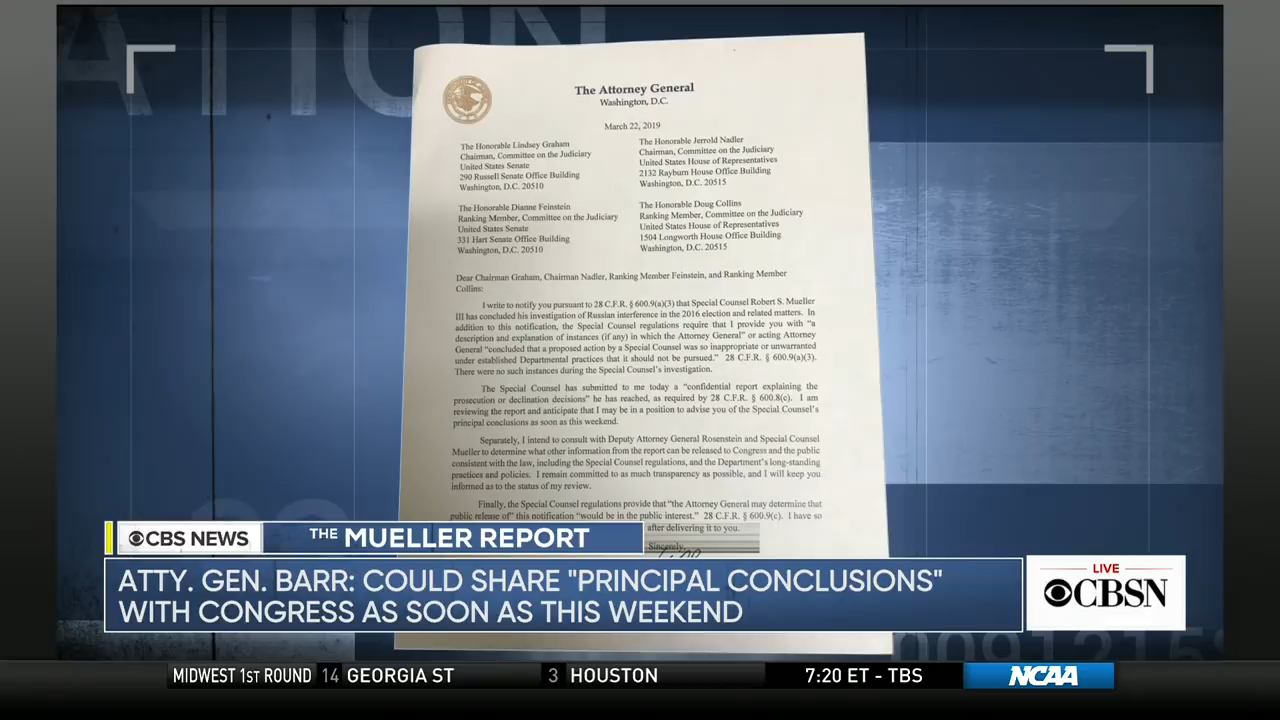 ATION
The Attorney General
Washington, D.C.
March 22, 2019
The Honorable Lindsey Graham
Chairman, Committee on the Judiciary
United States Senate
290 Russell Senate Office Building
Washington, D.C. 20510
The Honorable Jerrold Nadler
Chairman, Committee on the Judiciary
United States House of Representatives
2132 Rayburn House Office Building
Washington, D.C. 20515
The Honorable Dianne Feinstein
Ranking Member, Committee on the Judiciary
United States Senate
331 Hart Senate Office Building
Washington, D.C. 20510
The Honorable Doug Collins
Ranking Member, Committee on the Judiciary
United States House of Representatives
1504 Longworth House Office Building
Washington, D.C. 20515
Dear Chairman Graham, Chairman Nadler, Ranking Member Feinstein, and Ranking Member
Collins:
I write to notify you pursuant to 28 C.F.R. § 600.9(a)(3) that Special Counsel Robert S. Mueller
III has concluded his investigation of Russian interference in the 2016 election and related matters. In
addition to this notification, the Special Counsel regulations require that I provide you with “a
description and explanation of instances (if any) in which the Attorney General” or acting Attorney
General “concluded that a proposed action by a Special Counsel was so inappropriate or unwarranted
under established Departmental practices that it should not be pursued.” 28 C.F.R. § 600.9(a)(3).
There were no such instances during the Special Counsel’s investigation.
The Special Counsel has submitted to me today a “confidential report explaining the
prosecution or declination decisions” he has reached, as required by 28 C.F.R. § 600.8(c). I am
reviewing the report and anticipate that I may be in a position to advise you of the Special Counsel’s
principal conclusions as soon as this weekend.
Separately, I intend to consult with Deputy Attorney General Rosenstein and Special Counsel
Mueller to determine what other information from the report can be released to Congress and the public
consistent with the law, including the Special Counsel regulations, and the Department’s long-standing
practices and policies. I remain committed to as much transparency as possible, and I will keep you
informed as to the status of my review.
Finally, the Special Counsel regulations provide that “the Attorney General may determine that
public release of” this notification “would be in the public interest.” 28 C.F.R. § 600.9(c). I have so
after delivering it to you.
Sincerely,
CBS NEWS
THE MUELLER REPORT
ATTY. GEN. BARR: COULD SHARE "PRINCIPAL CONCLUSIONS"
WITH CONGRESS AS SOON AS THIS WEEKEND
LIVE
CBSN
MIDWEST 1ST ROUND 14 GEORGIA ST 3 HOUSTON 7:20 ET - TBS NCAA